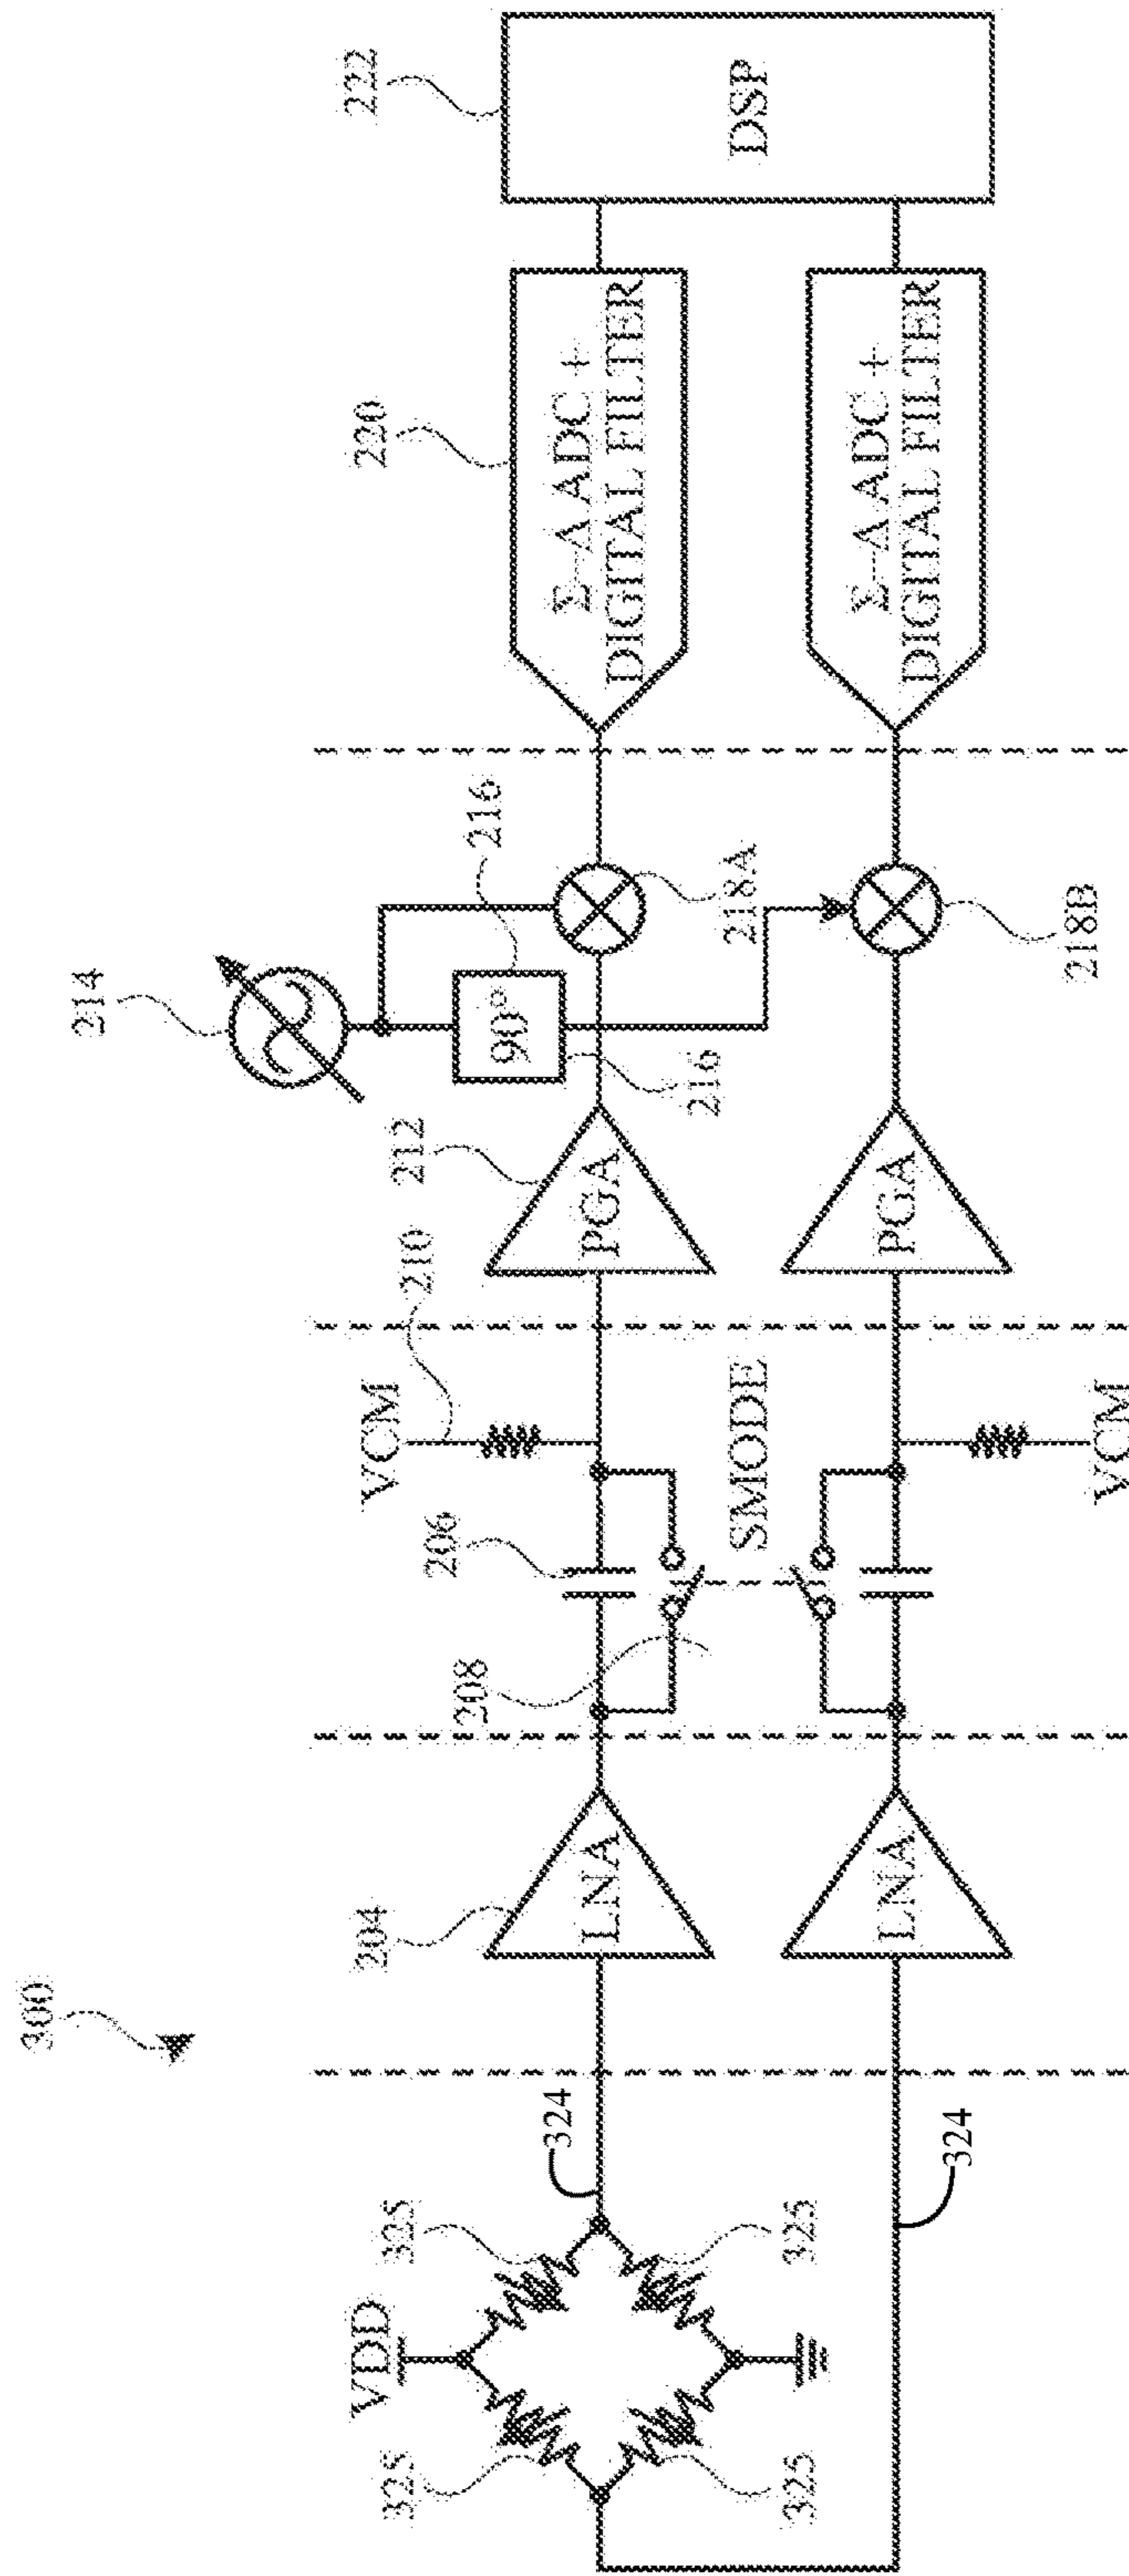 300
VDD
325
325
325
325
324
324
204
LNA
LNA
206
208
SMODE
VCM
210
VCM
212
PGA
PGA
214
90°
216
216
218A
218B
220
Σ-Δ ADC +
DIGITAL FILTER
Σ-Δ ADC +
DIGITAL FILTER
222
DSP